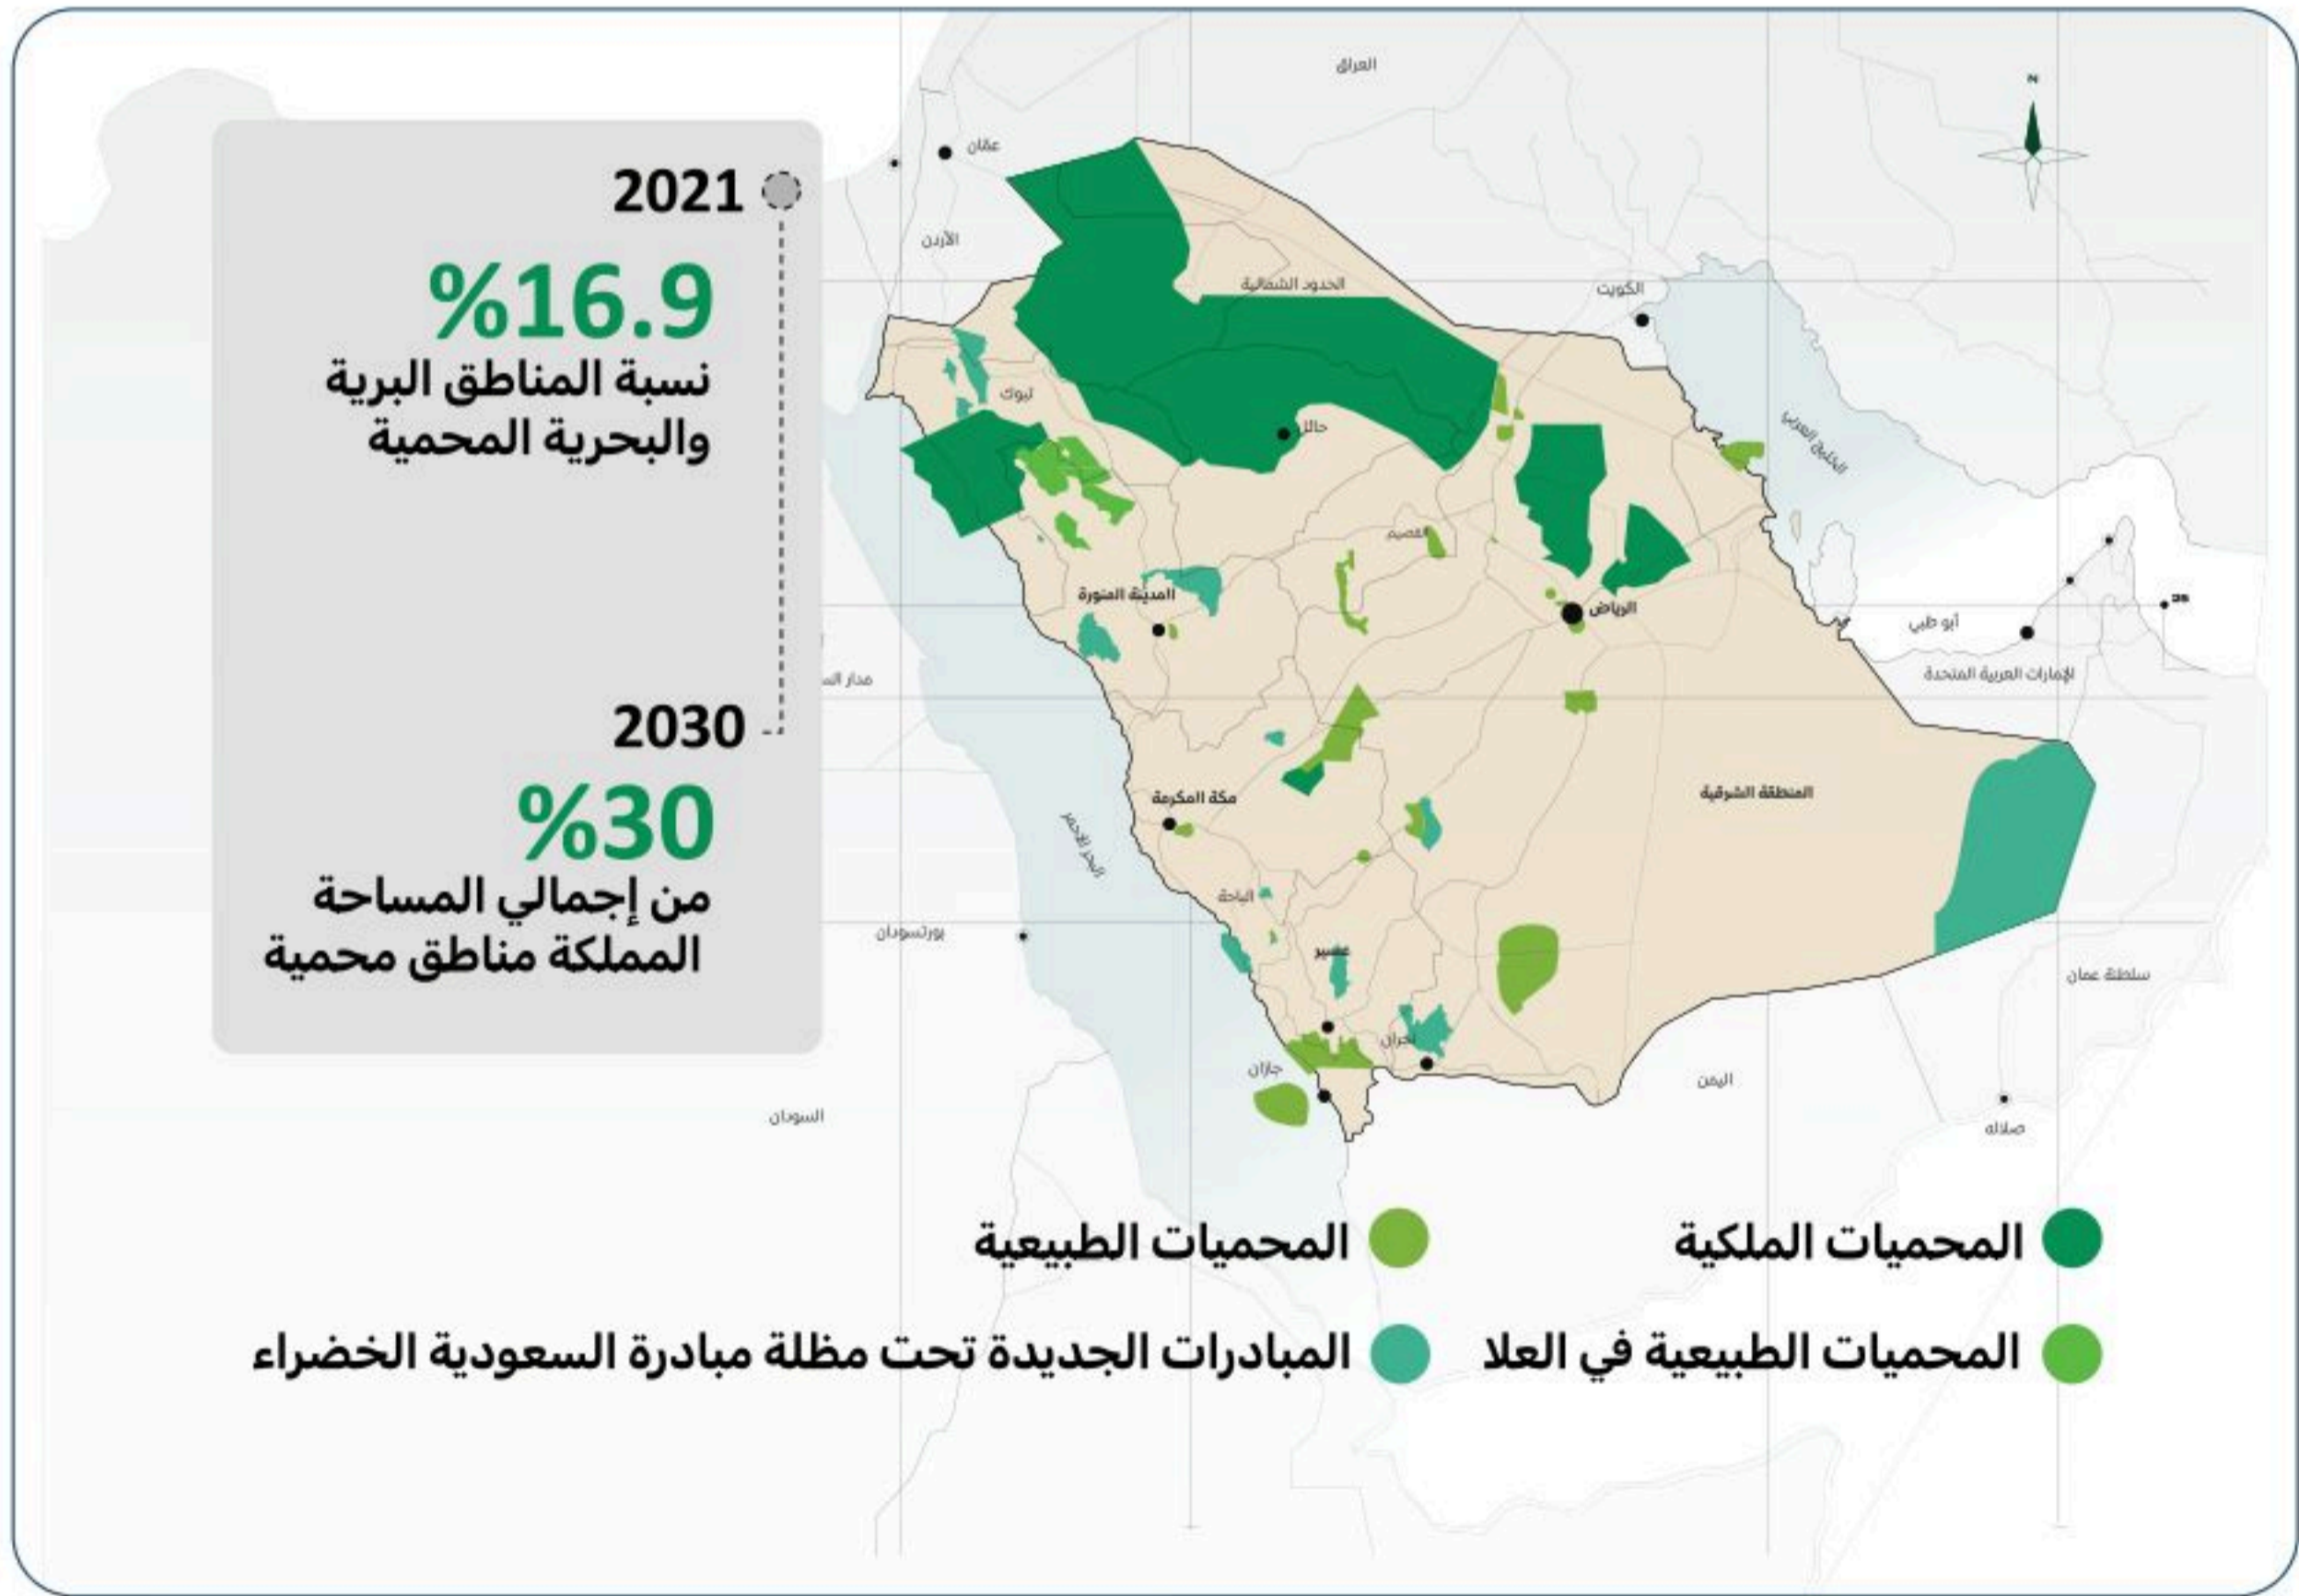 2021
%16.9
نسبة المناطق البرية
والبحرية المحمية
2030
%30
من إجمالي المساحة
المملكة مناطق محمية
N
العراق
عمّان
الأردن
الحدود الشمالية
الكويت
تبوك
حائل
الخليج العربي
القصيم
المدينة المنورة
الرياض
أبو ظبي
الإمارات العربية المتحدة
مدار الس
مكة المكرمة
المنطقة الشرقية
البحر الأحمر
الباحة
بورتسودان
عسير
سلطنة عمان
نجران
جازان
اليمن
السودان
صلاله
المحميات الملكية
المحميات الطبيعية
المحميات الطبيعية في العلا
المبادرات الجديدة تحت مظلة مبادرة السعودية الخضراء